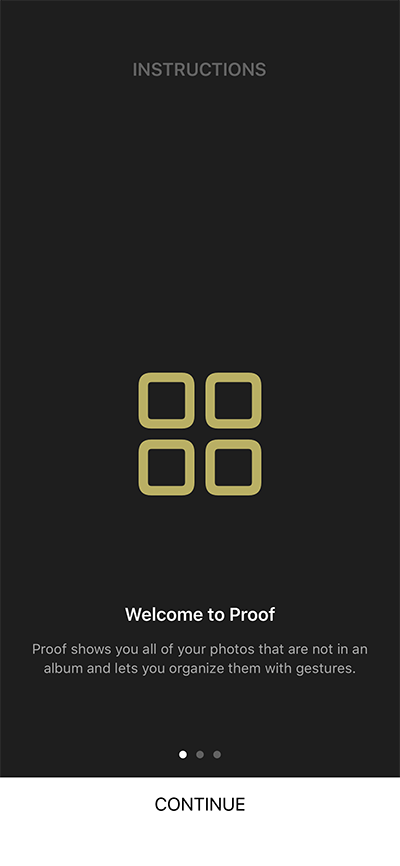 INSTRUCTIONS
Welcome to Proof
Proof shows you all of your photos that are not in an
album and lets you organize them with gestures.
CONTINUE